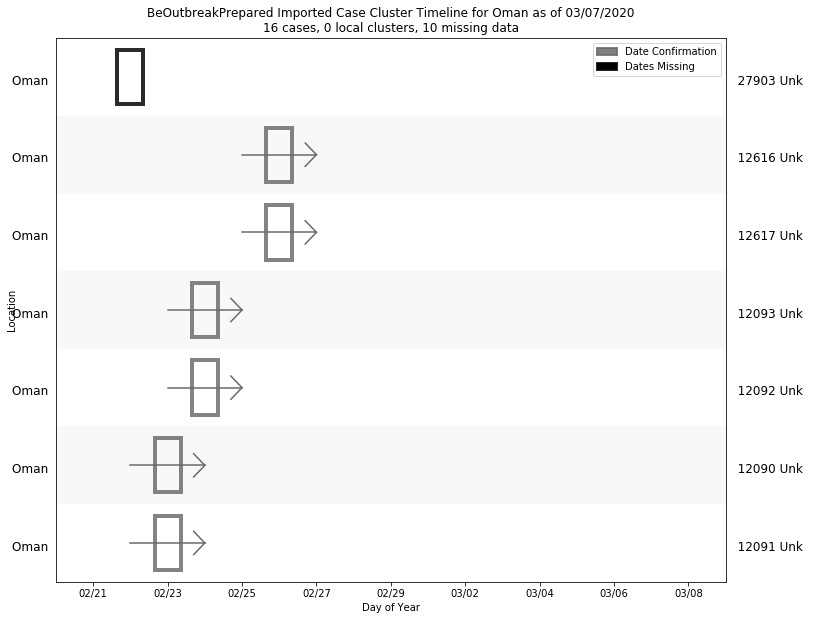 BeOutbreakPrepared Imported Case Cluster Timeline for Oman as of 03/07/2020
16 cases, 0 local clusters, 10 missing data
Date Confirmation
Dates Missing
Oman
27903 Unk
Oman
12616 Unk
Oman
12617 Unk
Location
Oman
12093 Unk
Oman
12092 Unk
Oman
12090 Unk
Oman
12091 Unk
02/21 02/23 02/25 02/27 02/29 03/02 03/04 03/06 03/08
Day of Year